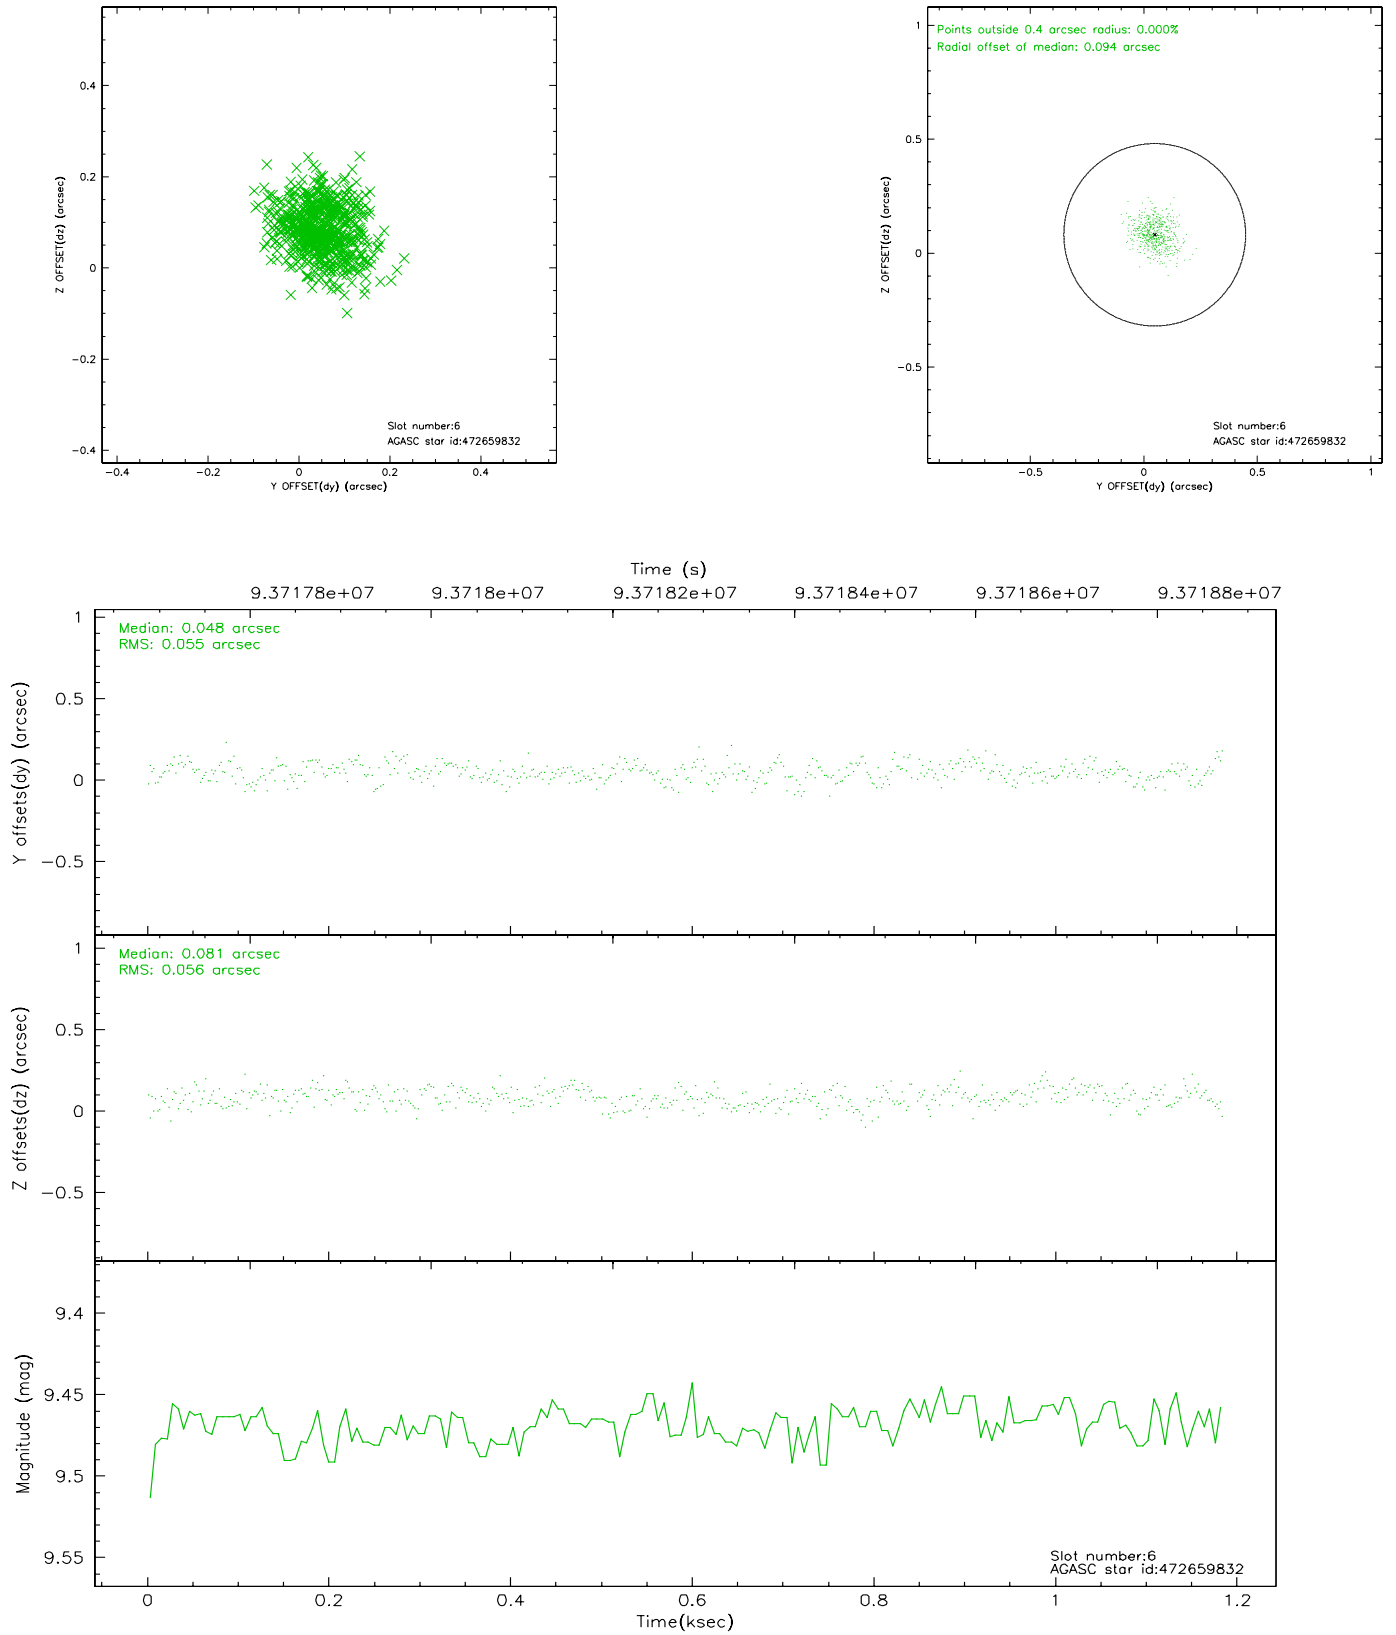 0.4
0.2
0
-0.2
-0.4
Z OFFSET(dz) (arcsec)
-0.4 -0.2 0 0.2 0.4
Y OFFSET(dy) (arcsec)
Slot number:6
AGASC star id:472659832
Points outside 0.4 arcsec radius: 0.000%
Radial offset of median: 0.094 arcsec
1
0.5
0
-0.5
Z OFFSET(dz) (arcsec)
-0.5 0 0.5 1
Y OFFSET(dy) (arcsec)
Slot number:6
AGASC star id:472659832
Time (s)
9.37178e+07 9.3718e+07 9.37182e+07 9.37184e+07 9.37186e+07 9.37188e+07
Median: 0.048 arcsec
RMS: 0.055 arcsec
1
0.5
0
-0.5
Y offsets(dy) (arcsec)
Median: 0.081 arcsec
RMS: 0.056 arcsec
1
0.5
0
-0.5
Z offsets(dz) (arcsec)
9.4
9.45
9.5
9.55
Magnitude (mag)
Slot number:6
AGASC star id:472659832
0 0.2 0.4 0.6 0.8 1 1.2
Time(ksec)